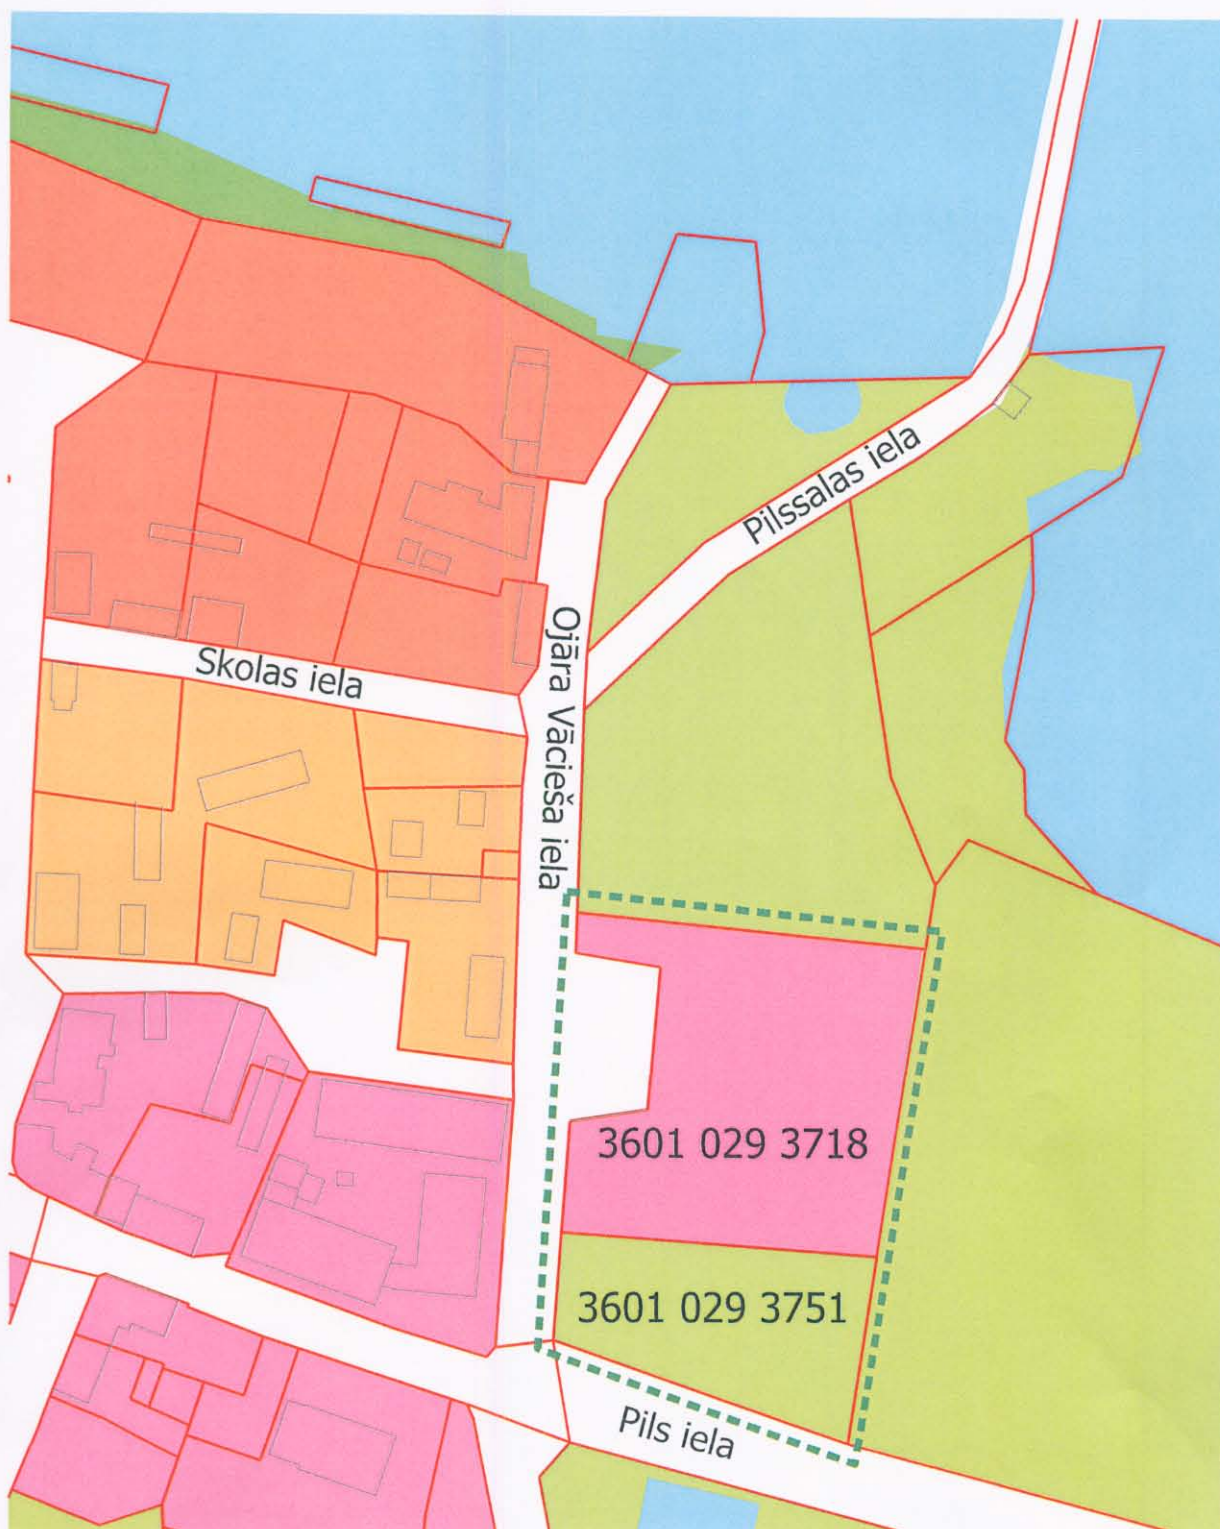 Pilssalas iela
Skolas iela
Ojāra Vācieša iela
3601 029 3718
3601 029 3751
Pils iela